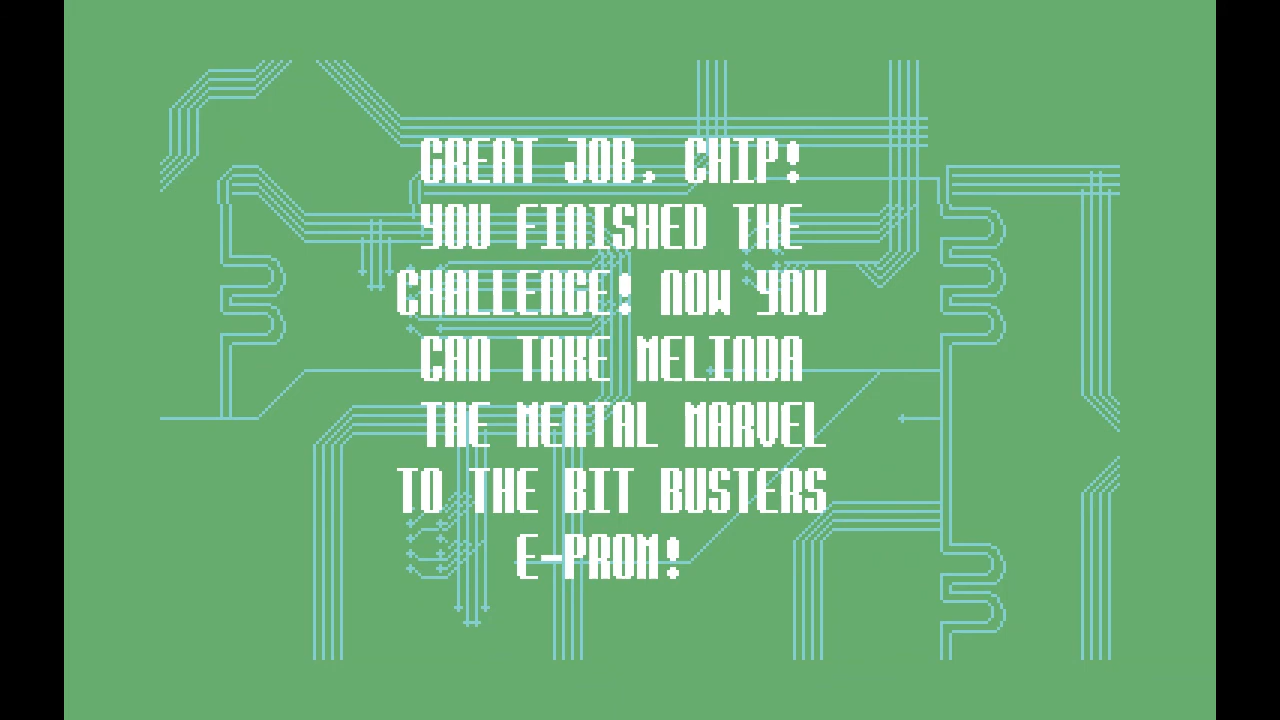 GREAT JOB, CHIP!
YOU FINISHED THE
CHALLENGE! NOW YOU
CAN TAKE MELINDA
THE MENTAL MARVEL
TO THE BIT BUSTERS
E-PROM!